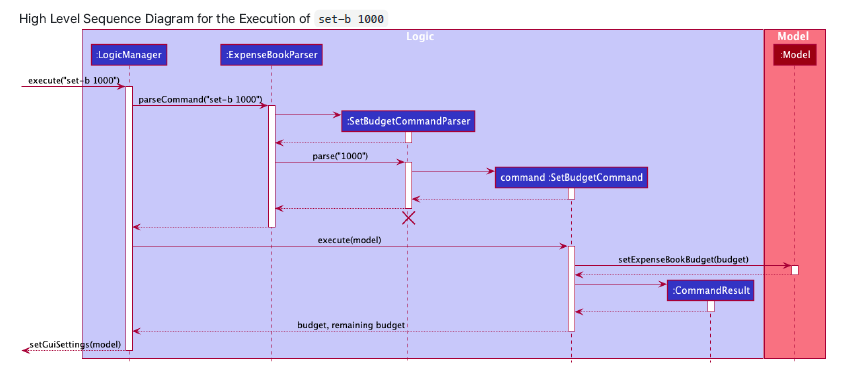 High Level Sequence Diagram for the Execution of set-b 1000
Logic
Model
:LogicManager
:ExpenseBookParser
:Model
execute("set-b 1000")
parseCommand("set-b 1000")
:SetBudgetCommandParser
parse("1000")
command :SetBudgetCommand
execute(model)
setExpenseBookBudget(budget)
:CommandResult
budget, remaining budget
setGuiSettings(model)